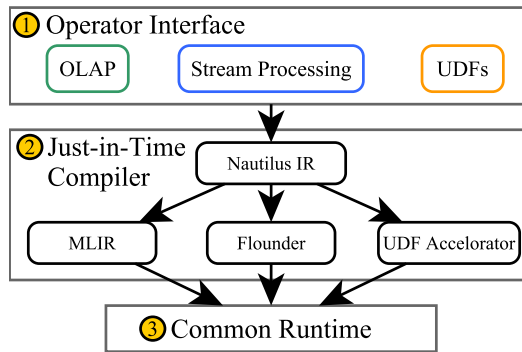 1 Operator Interface
OLAP
Stream Processing
UDFs
2 Just-in-Time
Compiler
Nautilus IR
MLIR
Flounder
UDF Accelorator
3 Common Runtime